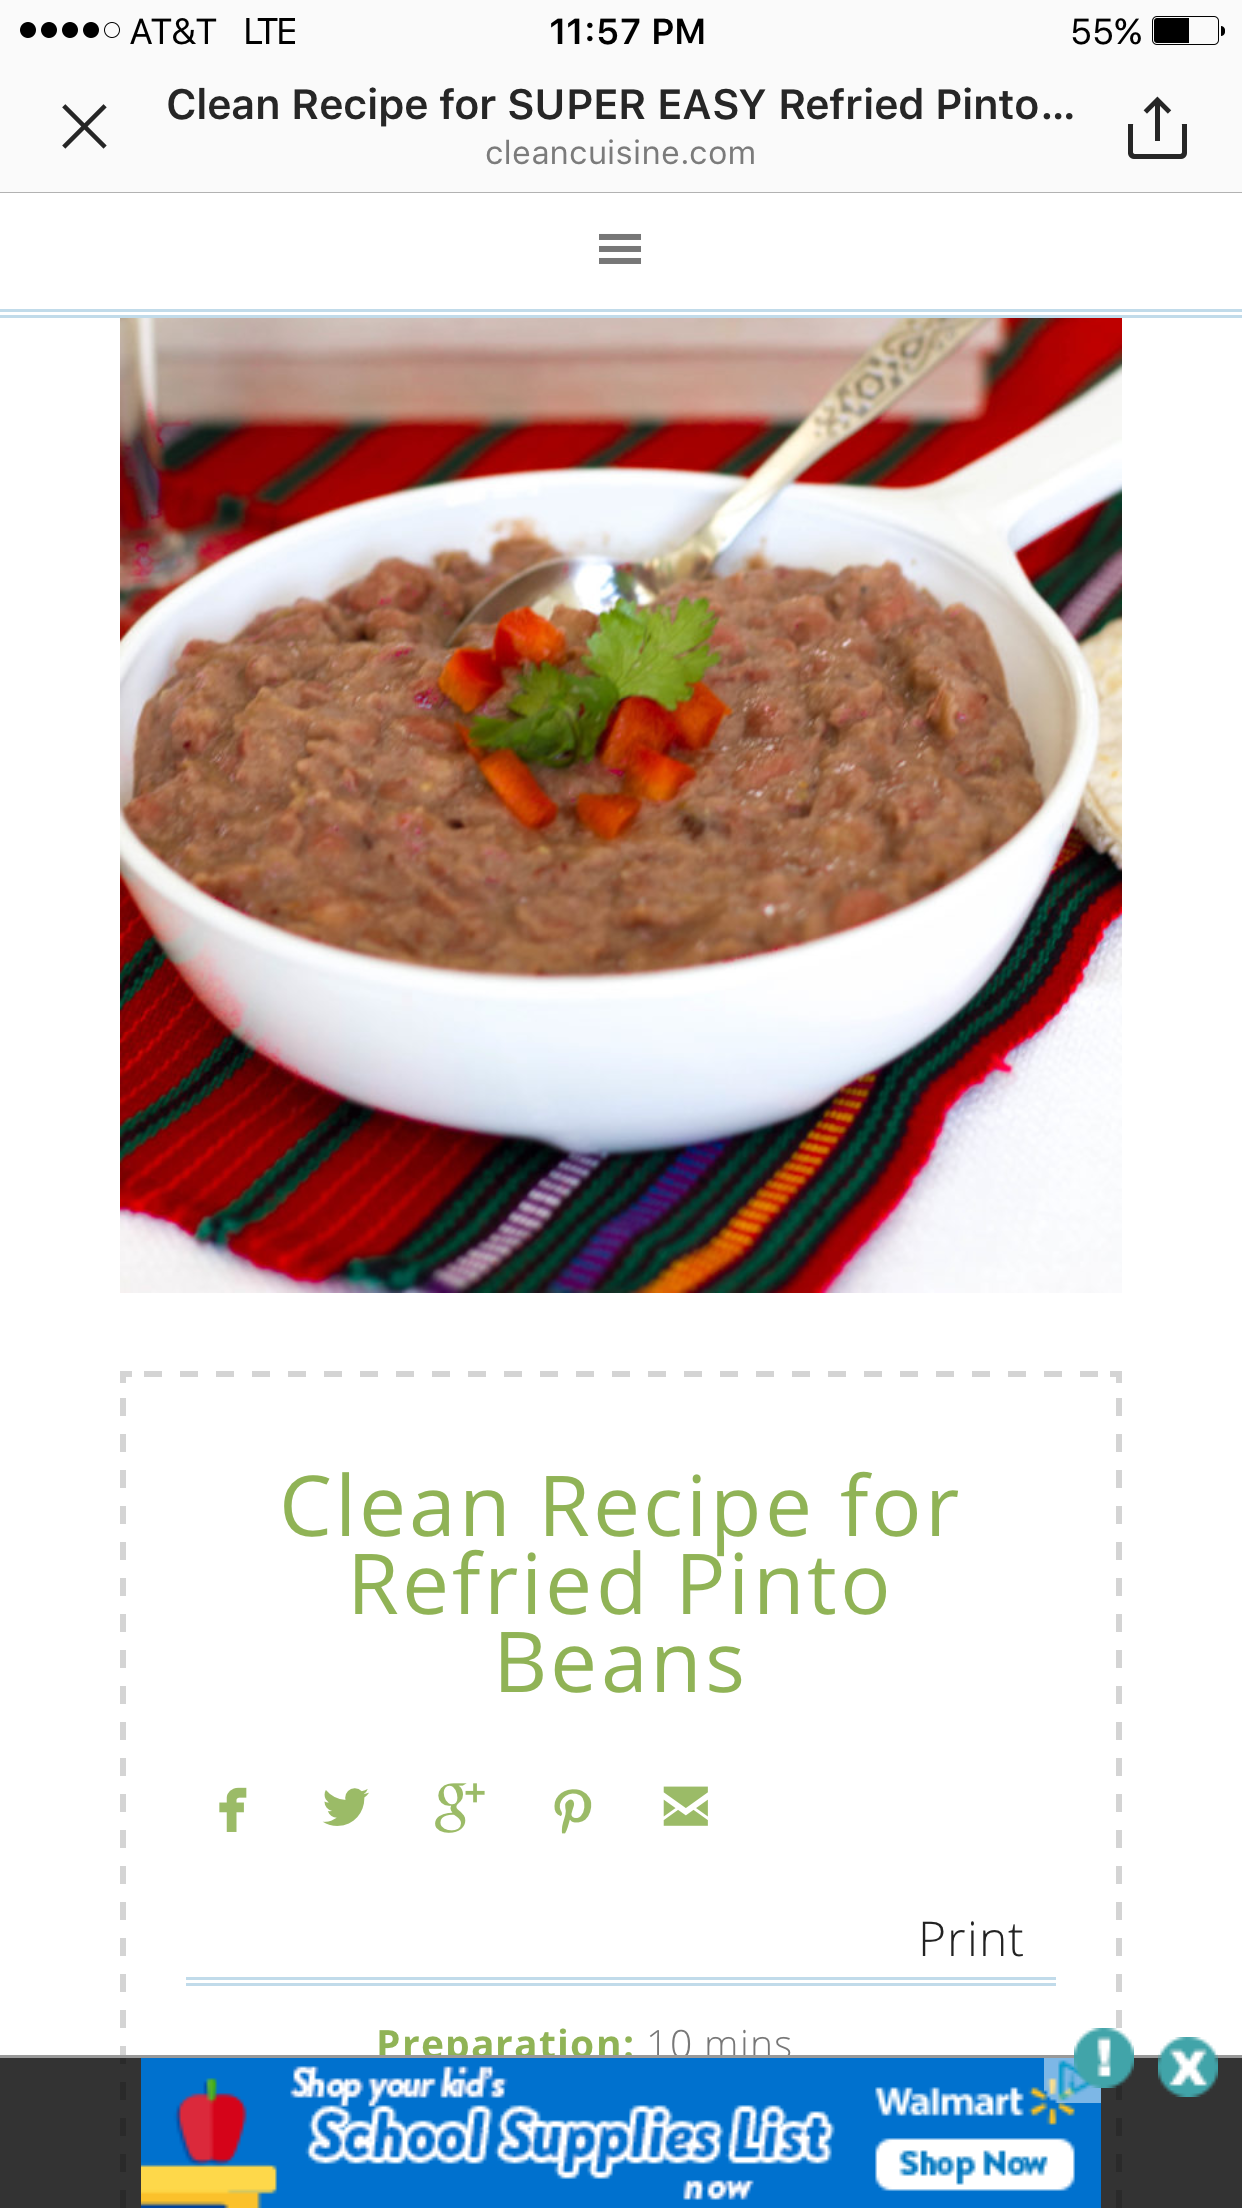 AT&T LTE 11:57 PM 55%
Clean Recipe for SUPER EASY Refried Pinto...
cleancuisine.com
Clean Recipe for
Refried Pinto
Beans
Print
Preparation: 10 mins
Shop your kid's
School Supplies List
now
Walmart
Shop Now